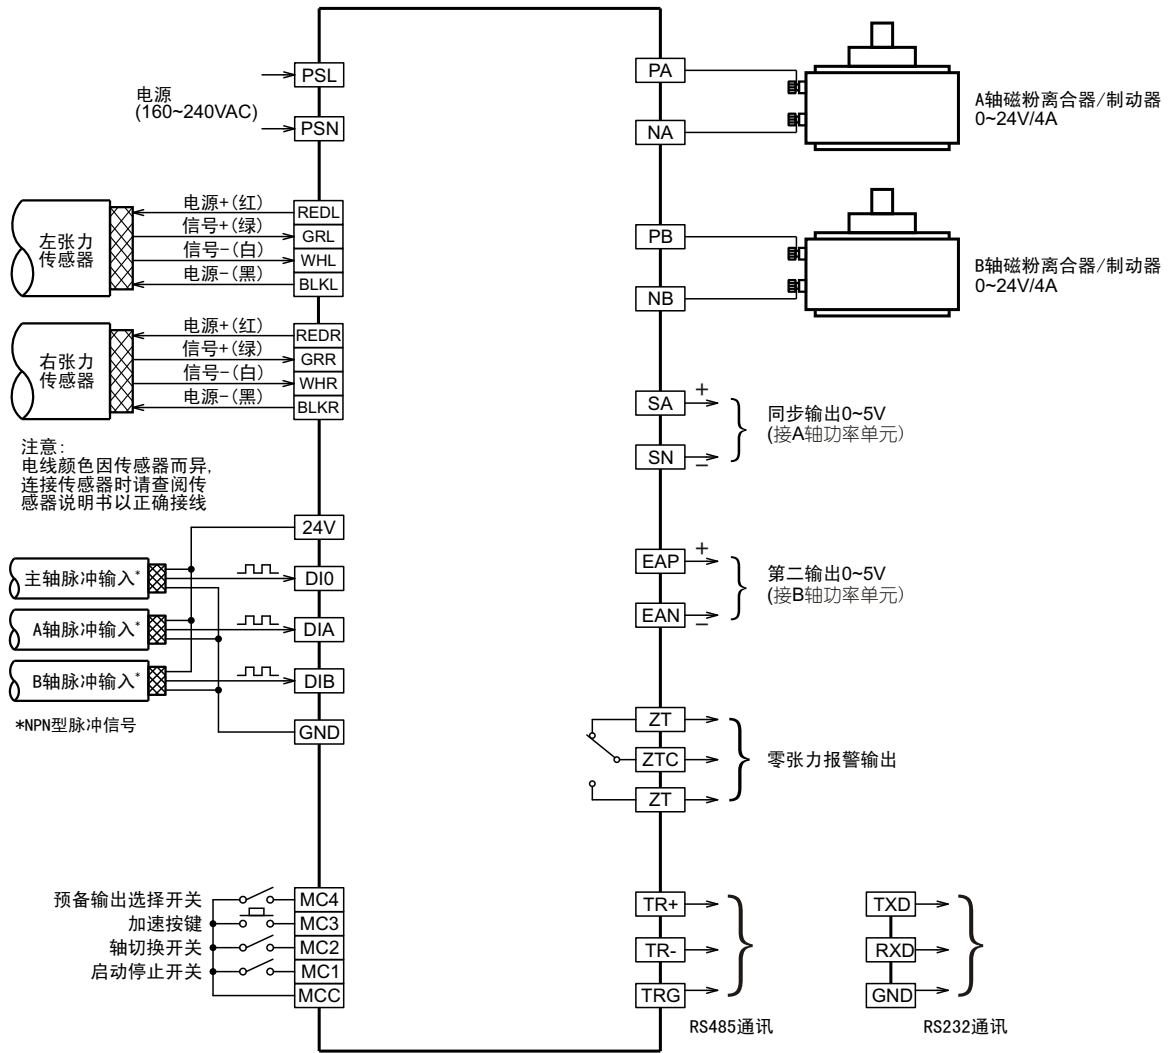 PSL
电源
(160~240VAC)
PSN
电源+(红)
REDL
信号+(绿)
GRL
左张力
传感器
信号-(白)
WHL
电源-(黑)
BLKL
电源+(红)
REDR
信号+(绿)
GRR
右张力
传感器
信号-(白)
WHR
电源-(黑)
BLKR
注意:
电线颜色因传感器而异,
连接传感器时请查阅传
感器说明书以正确接线
24V
主轴脉冲输入*
DI0
A轴脉冲输入*
DIA
B轴脉冲输入*
DIB
*NPN型脉冲信号
GND
预备输出选择开关
MC4
加速按键
MC3
轴切换开关
MC2
启动停止开关
MC1
MCC
PA
NA
A轴磁粉离合器/制动器
0~24V/4A
PB
NB
B轴磁粉离合器/制动器
0~24V/4A
SA
+
SN
−
同步输出0~5V
(接A轴功率单元)
EAP
+
EAN
−
第二输出0~5V
(接B轴功率单元)
ZT
ZTC
ZT
零张力报警输出
TR+
TR-
TRG
RS485通讯
TXD
RXD
GND
RS232通讯